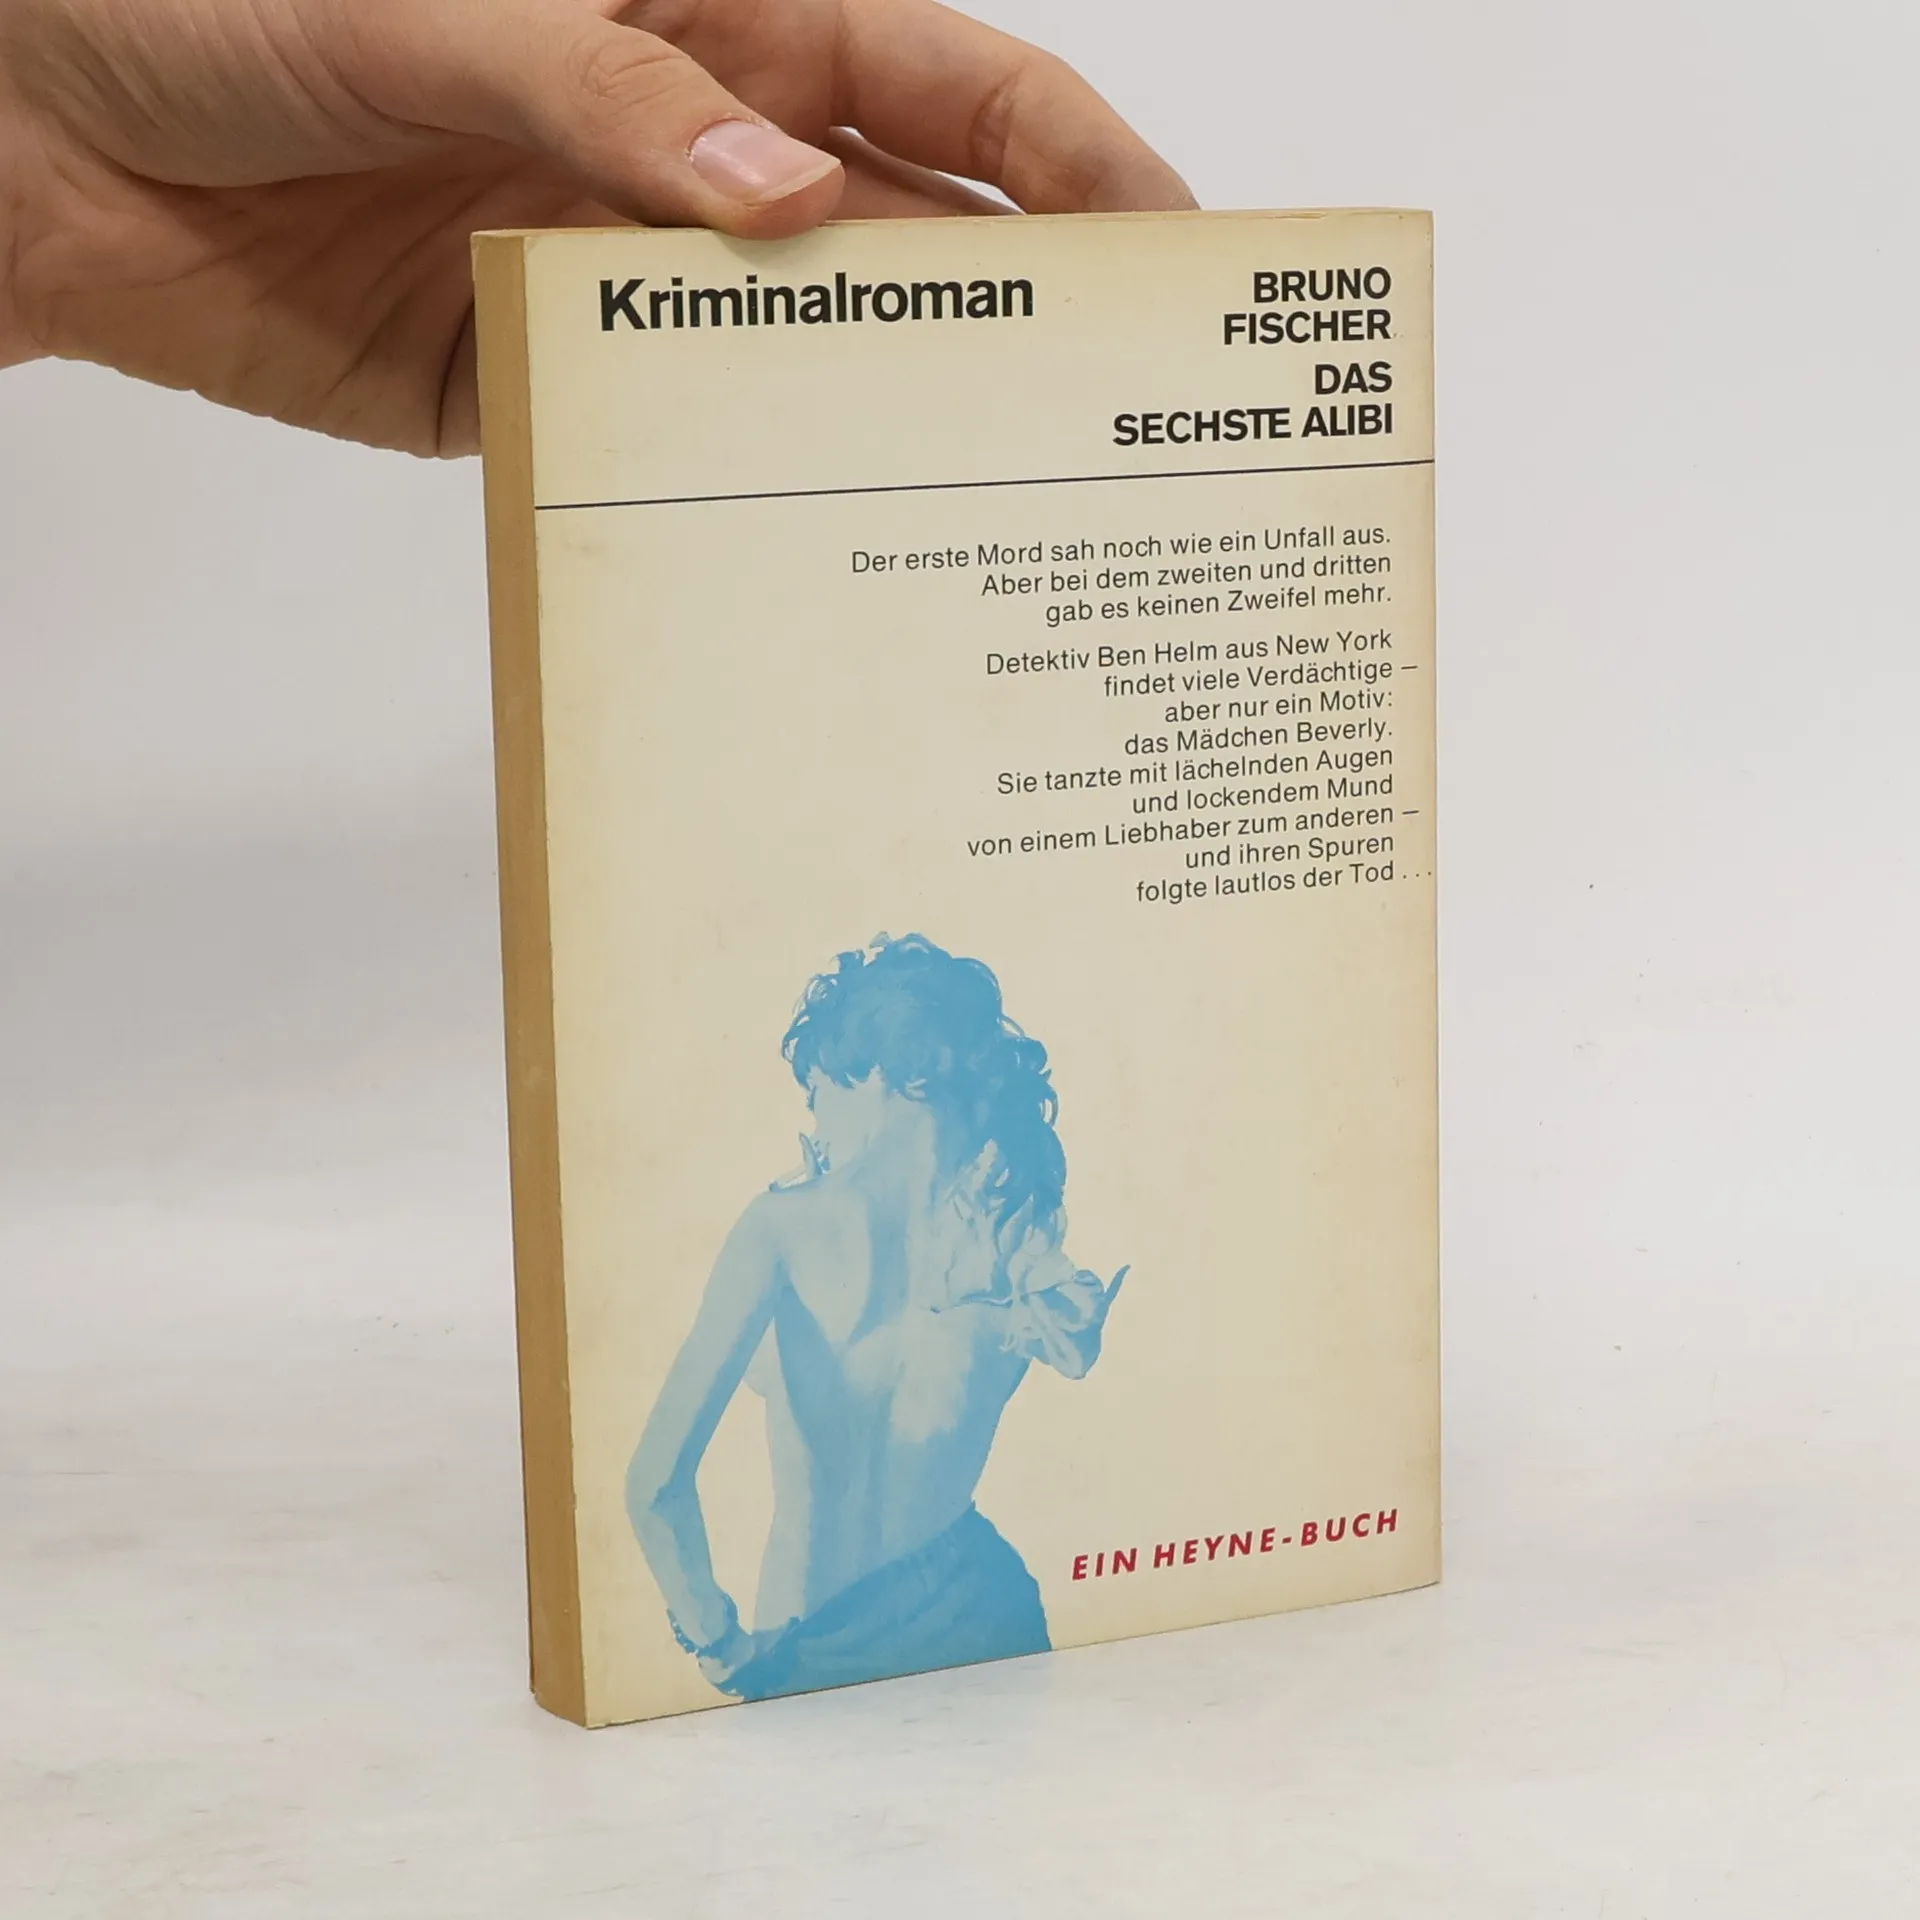 Kriminalroman
BRUNO
FISCHER
DAS
SECHSTE ALIBI
Der erste Mord sah noch wie ein Unfall aus.
Aber bei dem zweiten und dritten
gab es keinen Zweifel mehr.
Detektiv Ben Helm aus New York
findet viele Verdächtige –
aber nur ein Motiv:
das Mädchen Beverly.
Sie tanzte mit lächelnden Augen
und lockendem Mund
von einem Liebhaber zum anderen –
und ihren Spuren
folgte lautlos der Tod . . .
EIN HEYNE-BUCH